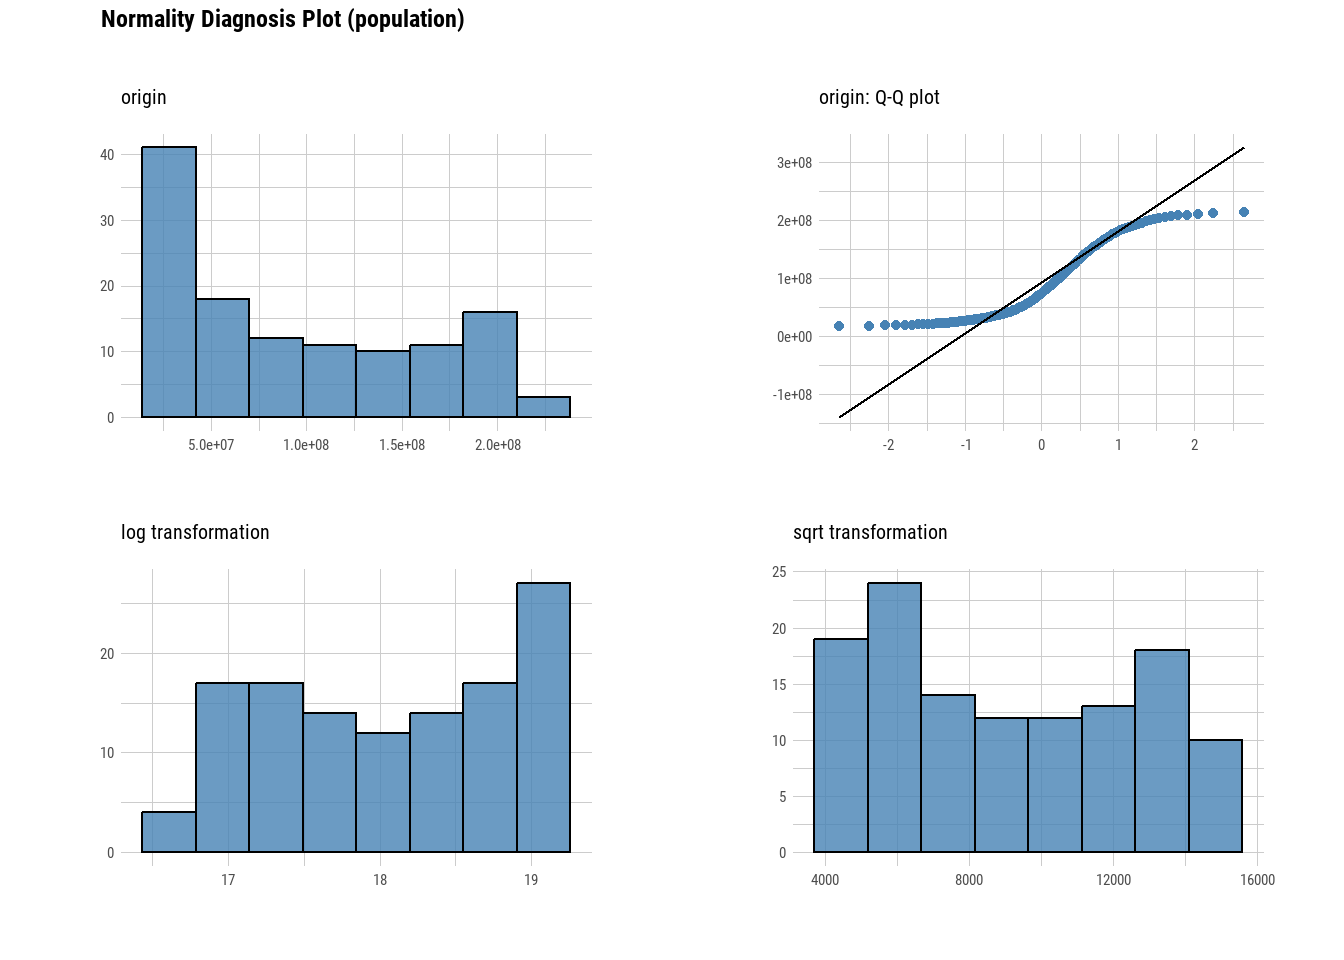 Normality Diagnosis Plot (population)
origin
40
30
20
10
0
5.0e+07 1.0e+08 1.5e+08 2.0e+08
origin: Q-Q plot
3e+08
2e+08
1e+08
0e+00
-1e+08
-2 -1 0 1 2
log transformation
20
10
0
17 18 19
sqrt transformation
25
20
15
10
5
0
4000 8000 12000 16000